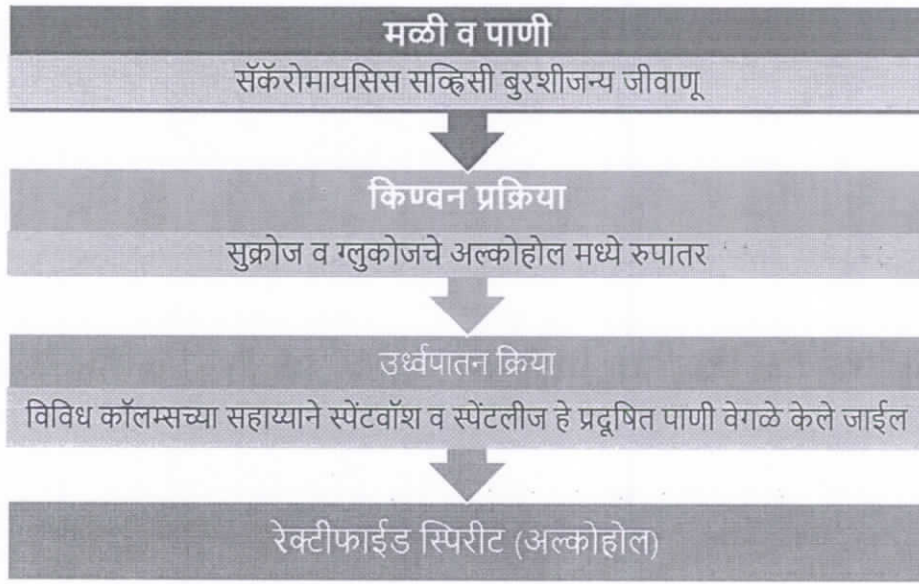 मळी व पाणी
सॅकॅरोमायसिस सव्हिसी बुरशीजन्य जीवाणू
किण्वन प्रक्रिया
सुक्रोज व ग्लुकोजचे अल्कोहोल मध्ये रुपांतर
उर्ध्वपातन क्रिया
विविध कॉलम्सच्या सहाय्याने स्पेंटवॉश व स्पेंटलीज हे प्रदूषित पाणी वेगळे केले जाईल
रेक्टीफाईड स्पिरीट (अल्कोहोल)